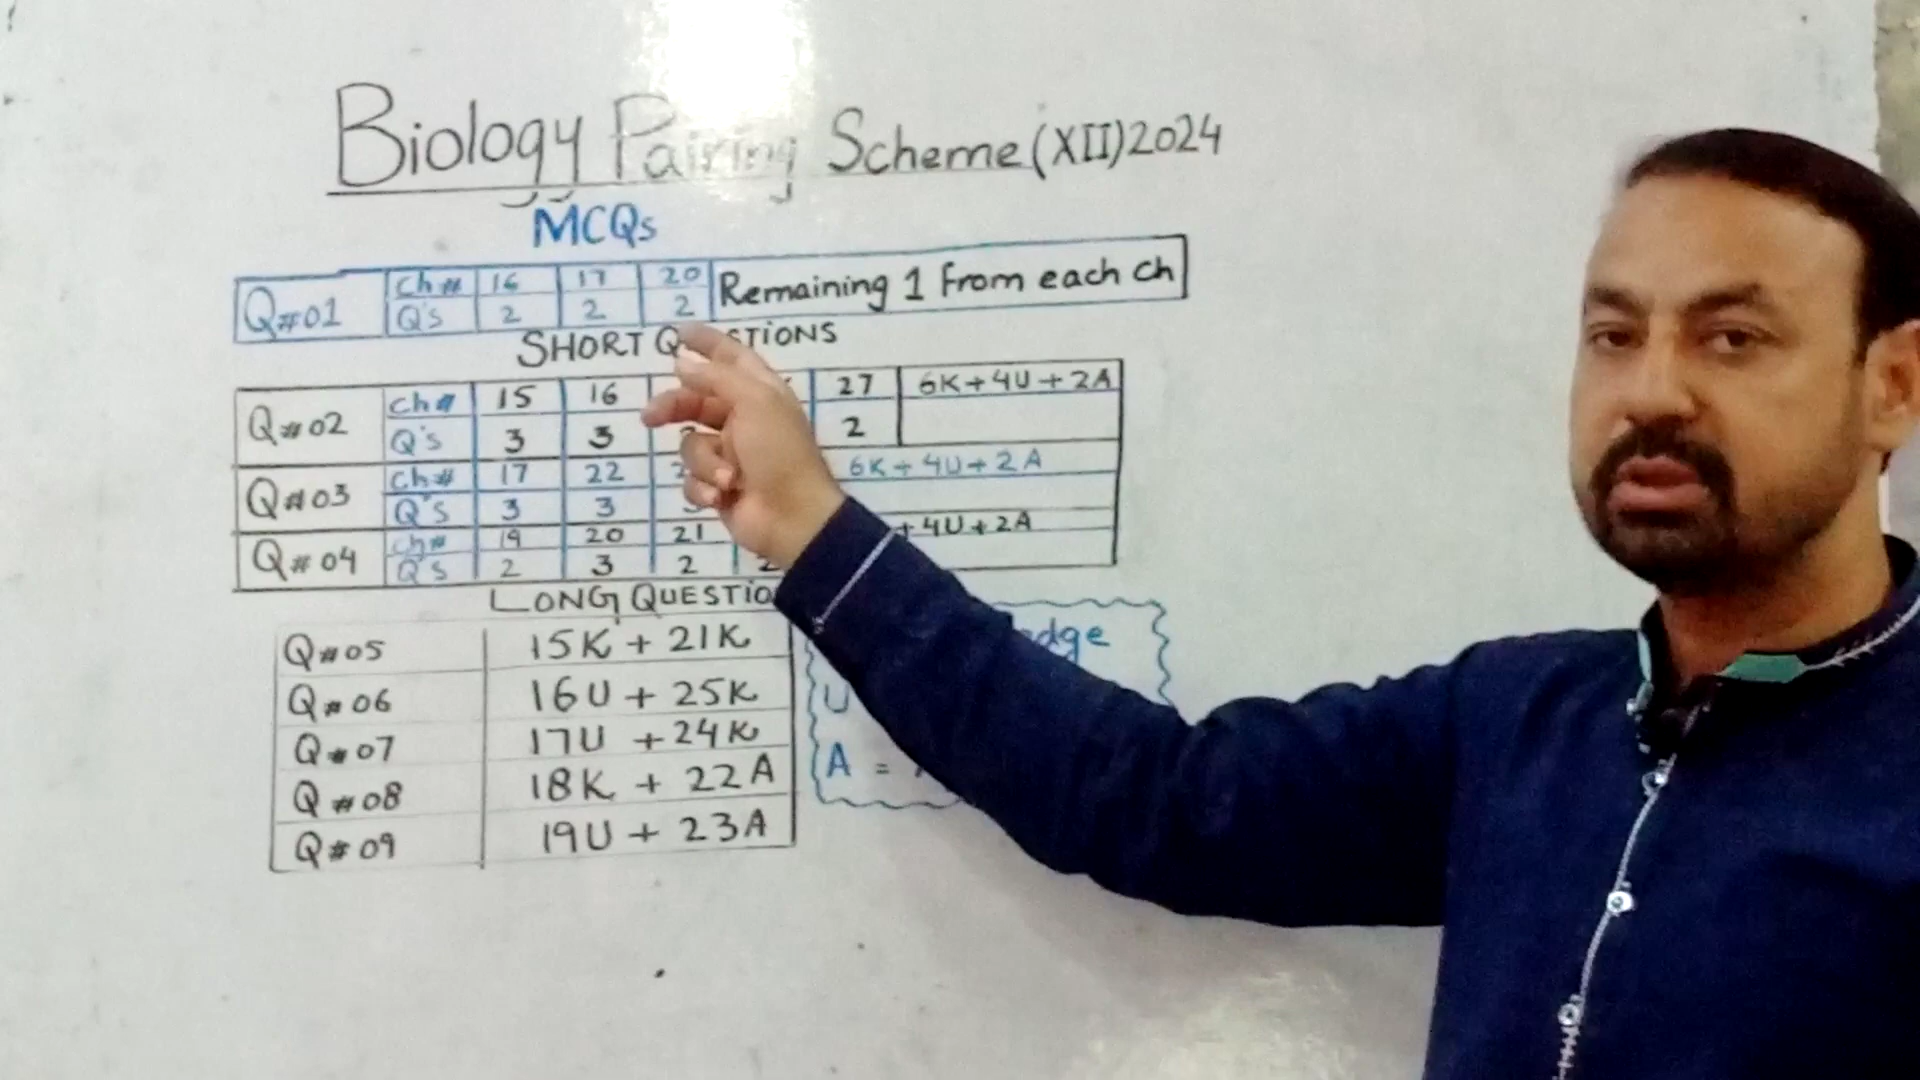 Biology Pairing Scheme (XII) 2024
MCQs
Q#01 Ch# 16 17 20 Remaining 1 From each ch
Q's 2 2 2
SHORT
Q#02 Ch# 15 16 27 6K+4U+2A
Q's 3 3 2
Q#03 Ch# 17 22 6K+4U+2A
Q's 3 3
Q#04 Ch# 19 20 21 +4U+2A
Q's 2 3 2
LONG QUESTIO
Q#05 15K + 21K
Q#06 16U + 25K
Q#07 17U + 24K
Q#08 18K + 22A
Q#09 19U + 23A
U
A =